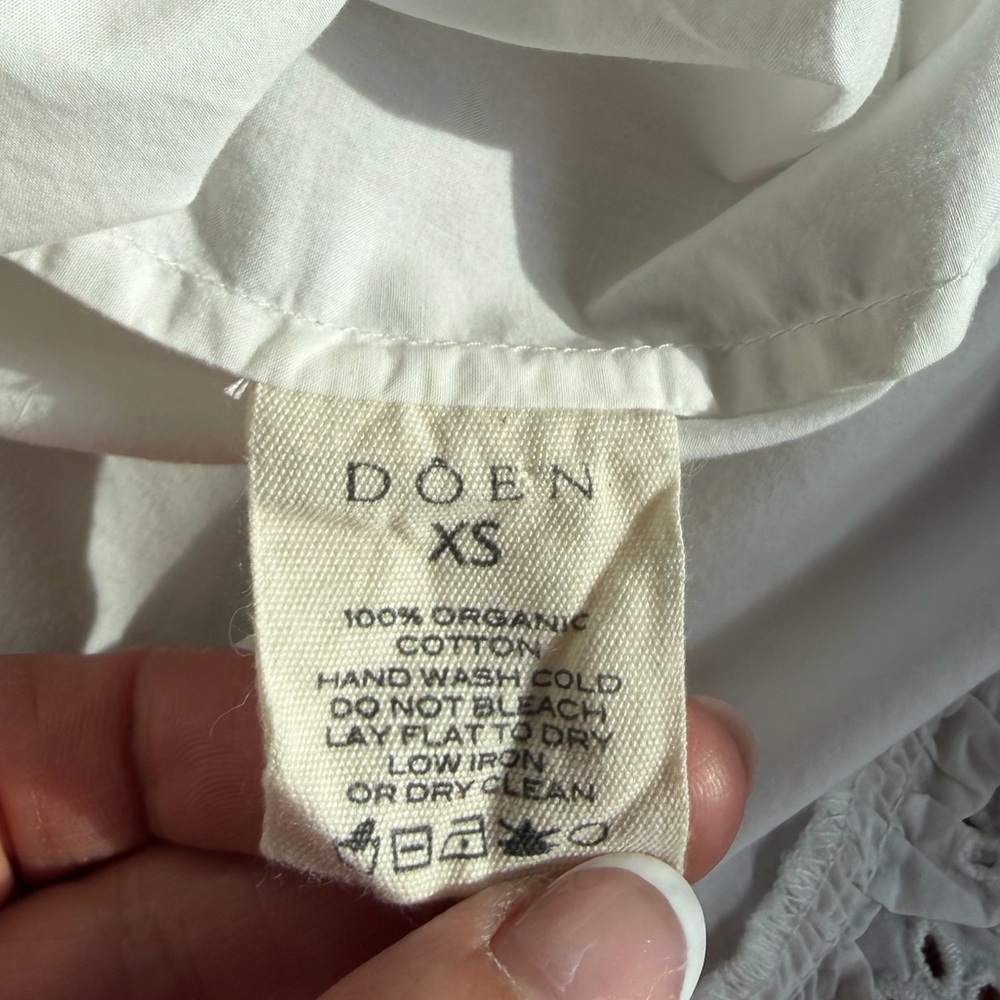 DÔEN
XS
100% ORGANIC
COTTON
HAND WASH COLD
DO NOT BLEACH
LAY FLAT TO DRY
LOW IRON
OR DRY CLEAN